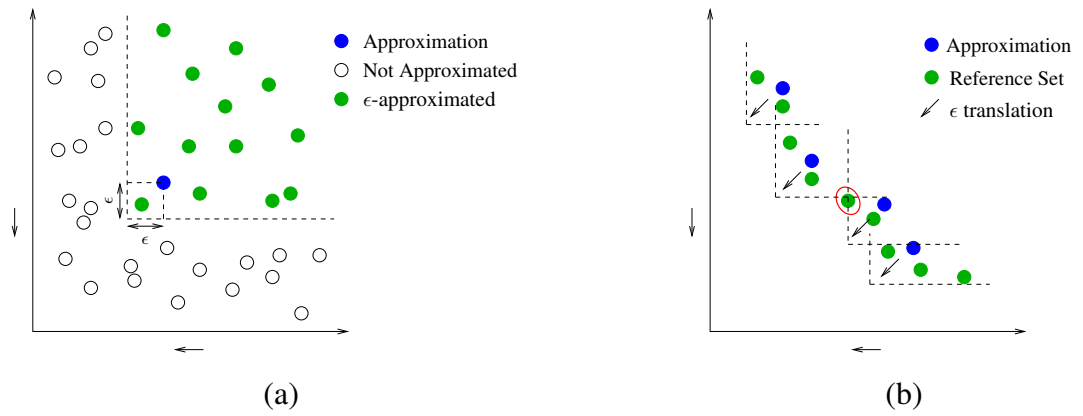 Approximation
Not Approximated
ϵ-approximated
ϵ
ϵ
(a)
Approximation
Reference Set
ϵ translation
(b)